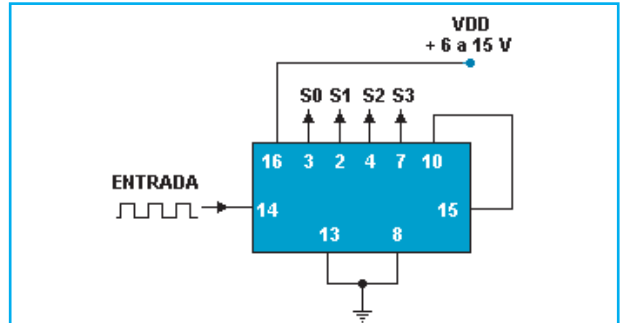 VDD
+ 6 a 15 V
S0 S1 S2 S3
16 3 2 4 7 10
ENTRADA
14 15
13 8